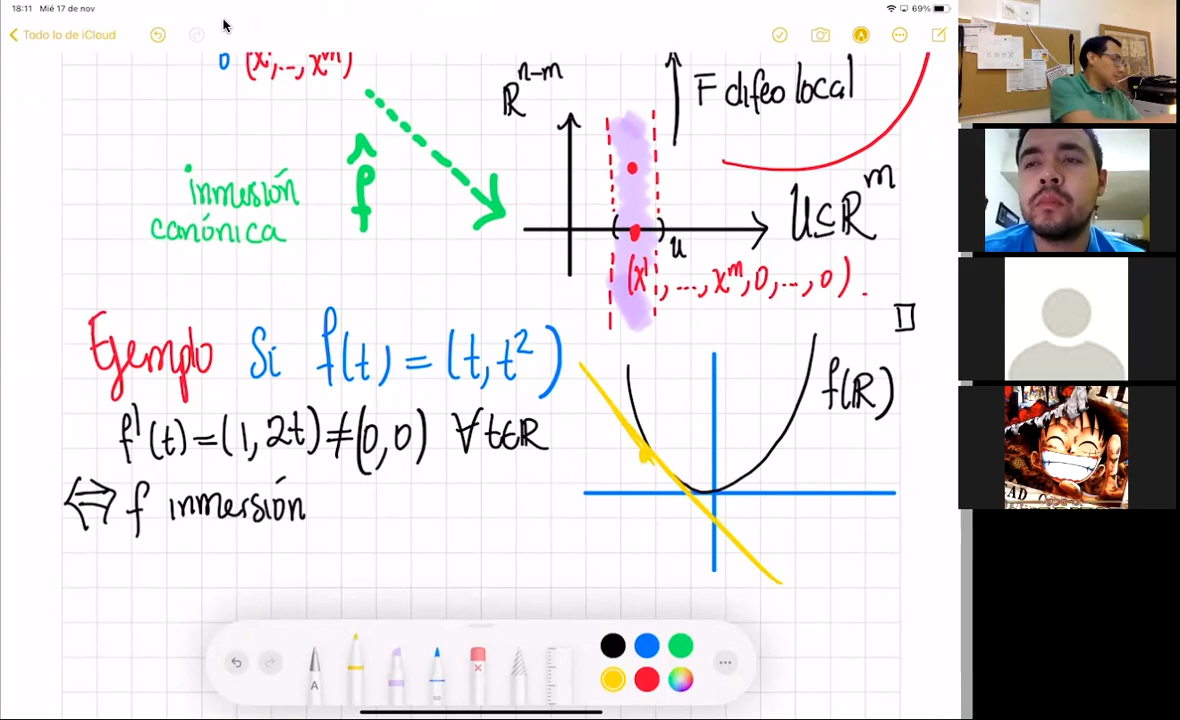 18:11 Mié 17 de nov
69%
Todo lo de iCloud
0 (x¹,...,xᵐ)
ℝⁿ⁻ᵐ
F difeo local
inmersión
canónica
f̂
U⊆ℝᵐ
u
(x¹,...,xᵐ,0,...,0).
Ejemplo Si f(t)=(t,t²)
f(ℝ)
f'(t)=(1,2t)≠(0,0) ∀t∈ℝ
⇔ f inmersión
A